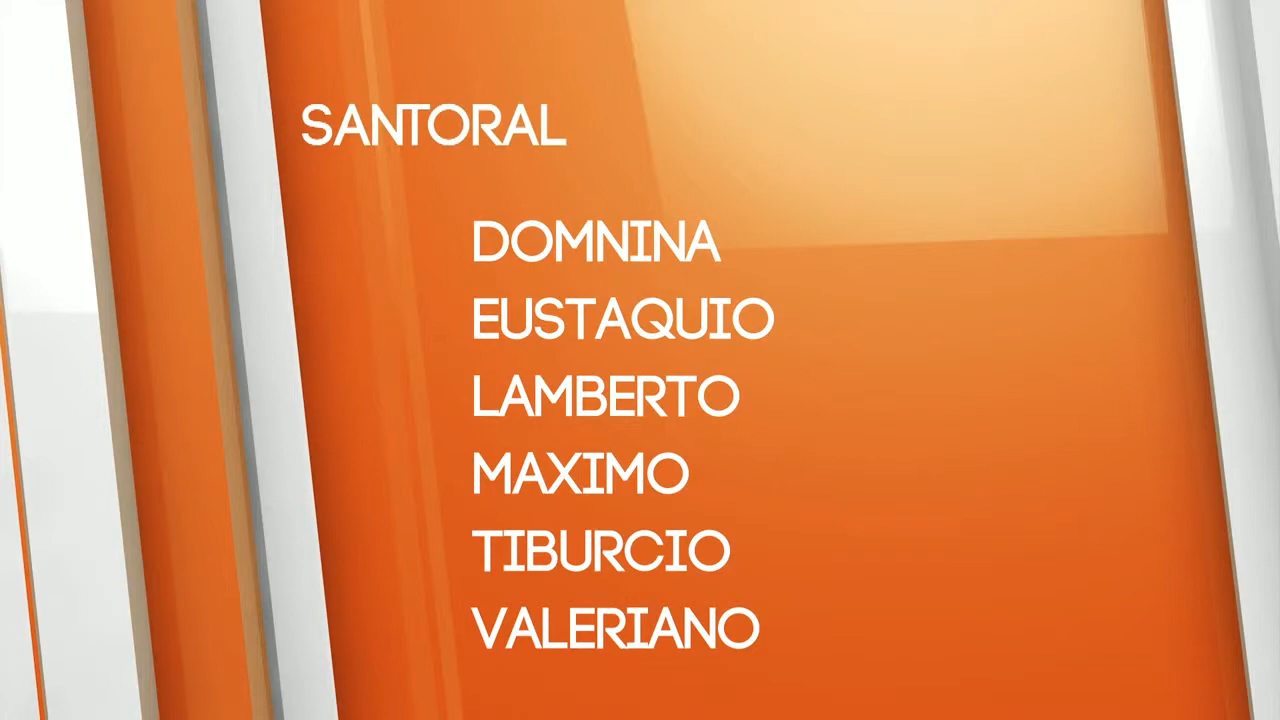 SANTORAL
DOMNINA
EUSTAQUIO
LAMBERTO
MAXIMO
TIBURCIO
VALERIANO